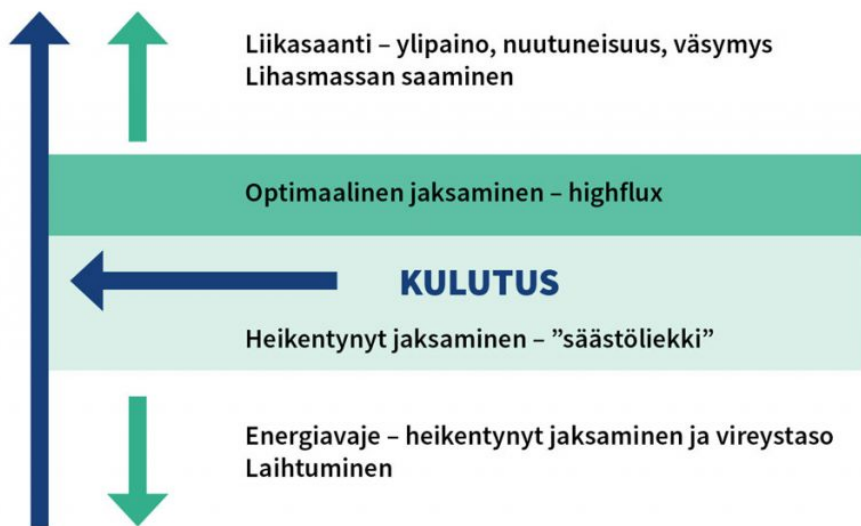 Liikasaanti – ylipaino, nuutuneisuus, väsymys
Lihasmassan saaminen
Optimaalinen jaksaminen – highflux
KULUTUS
Heikentynyt jaksaminen – ”säästöliekki”
Energiavaje – heikentynyt jaksaminen ja vireystaso
Laihtuminen